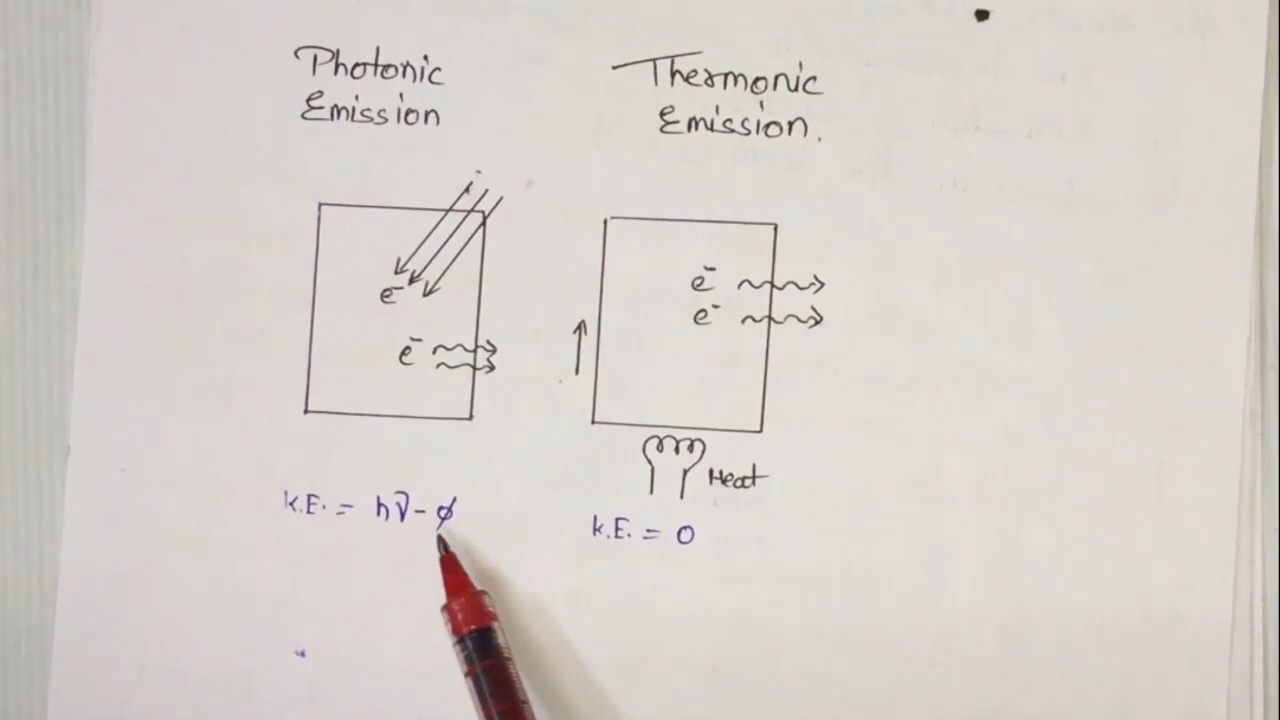 Photonic
Emission
Thermonic
Emission.
e⁻
e⁻
e⁻
e⁻
Heat
K.E. = hν - φ
K.E. = 0